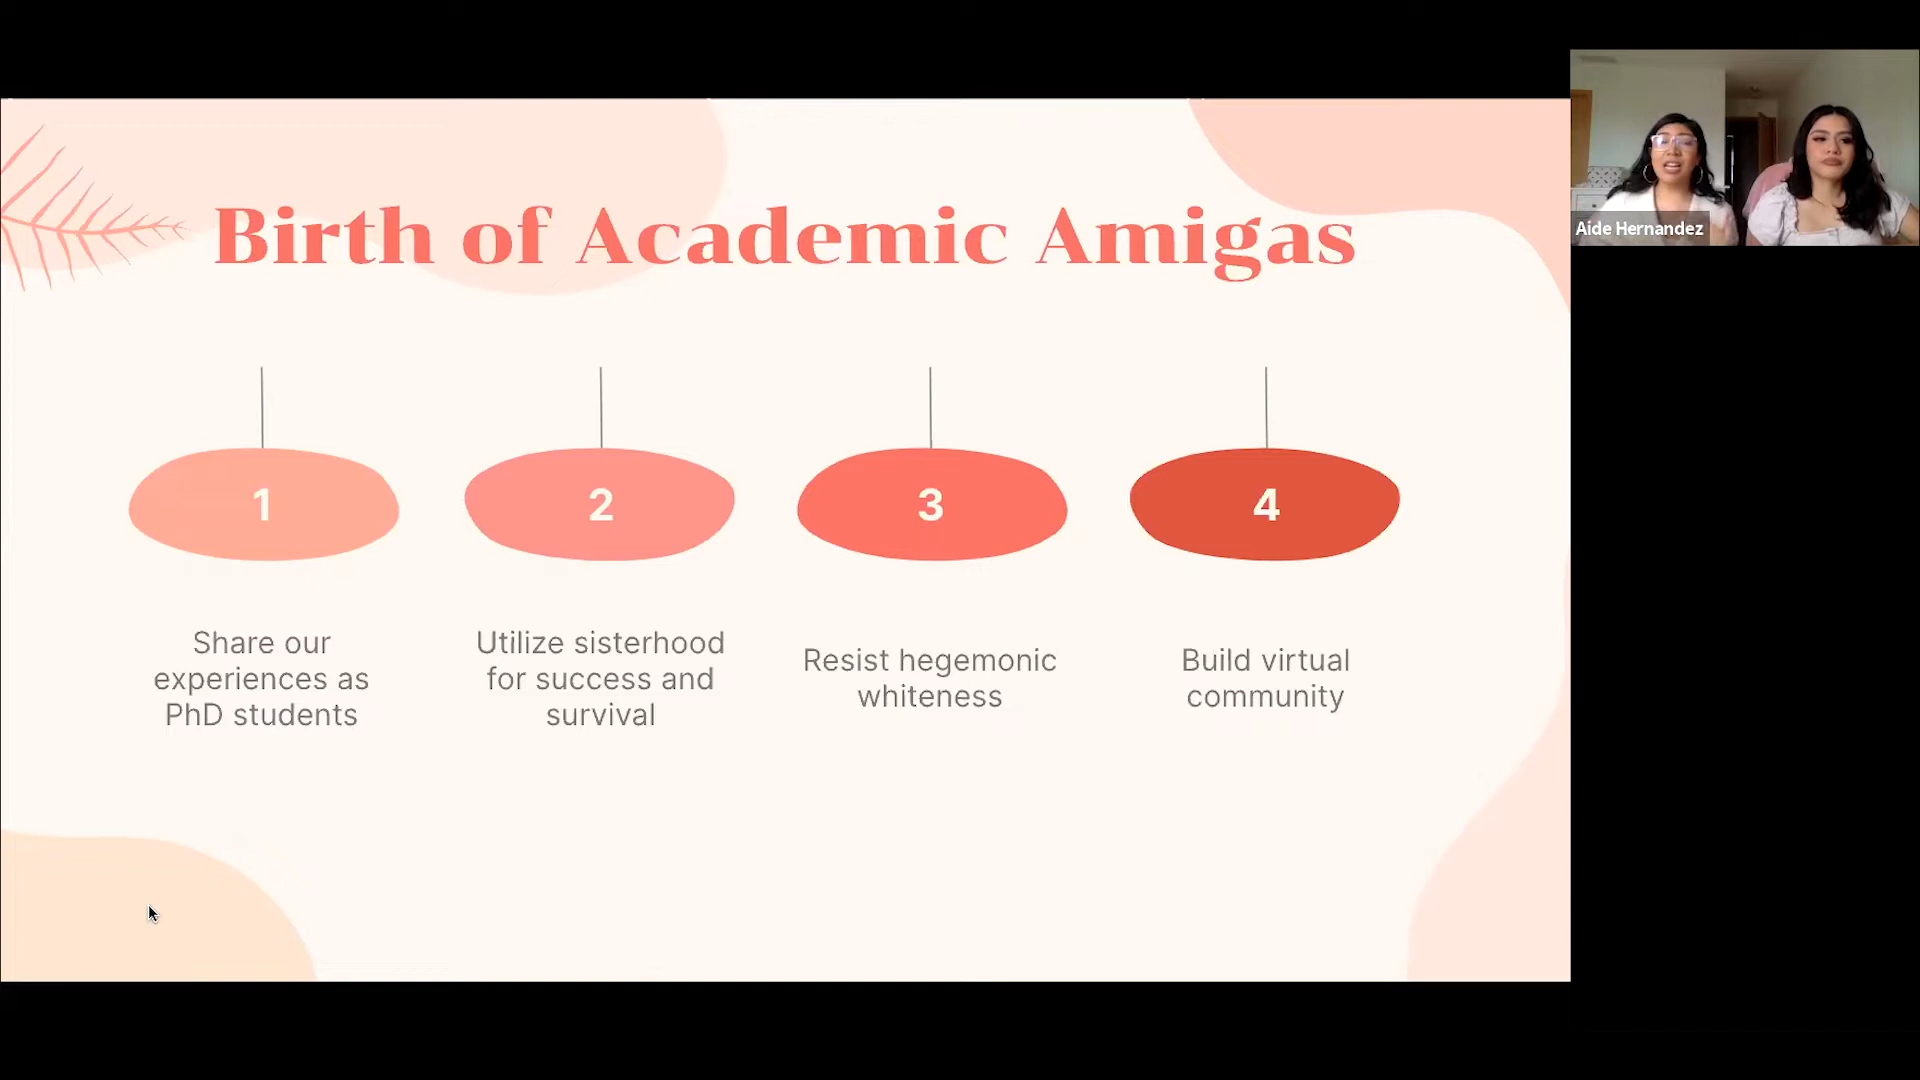 Birth of Academic Amigas
Aide Hernandez
1
2
3
4
Share our
experiences as
PhD students
Utilize sisterhood
for success and
survival
Resist hegemonic
whiteness
Build virtual
community